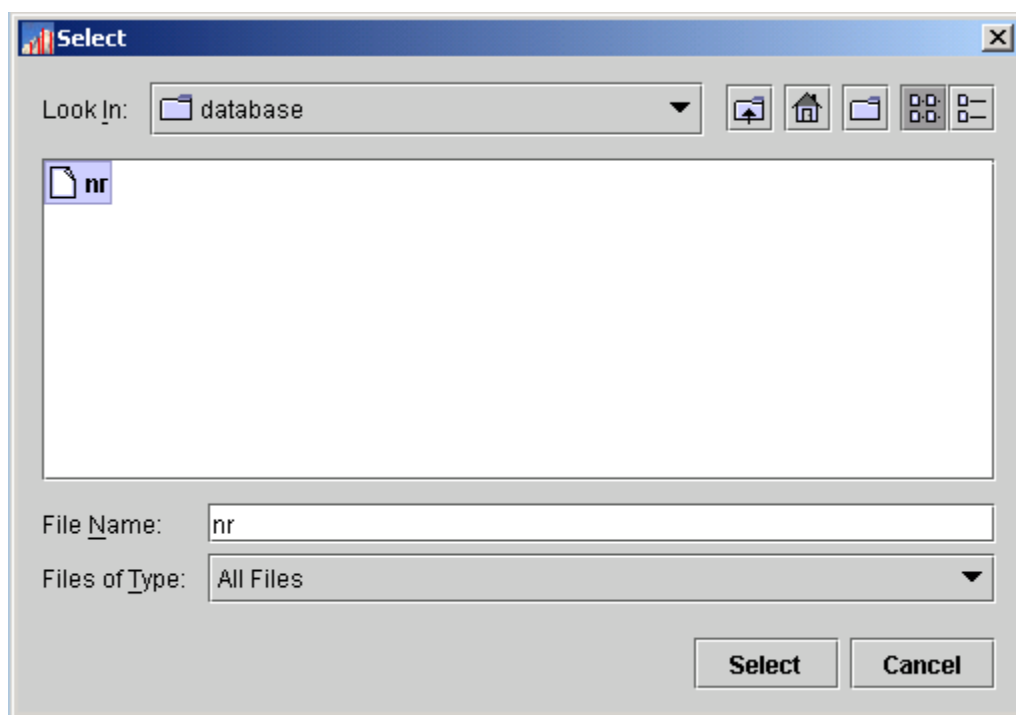 Select
Look In: database
nr
File Name: nr
Files of Type: All Files
Select Cancel